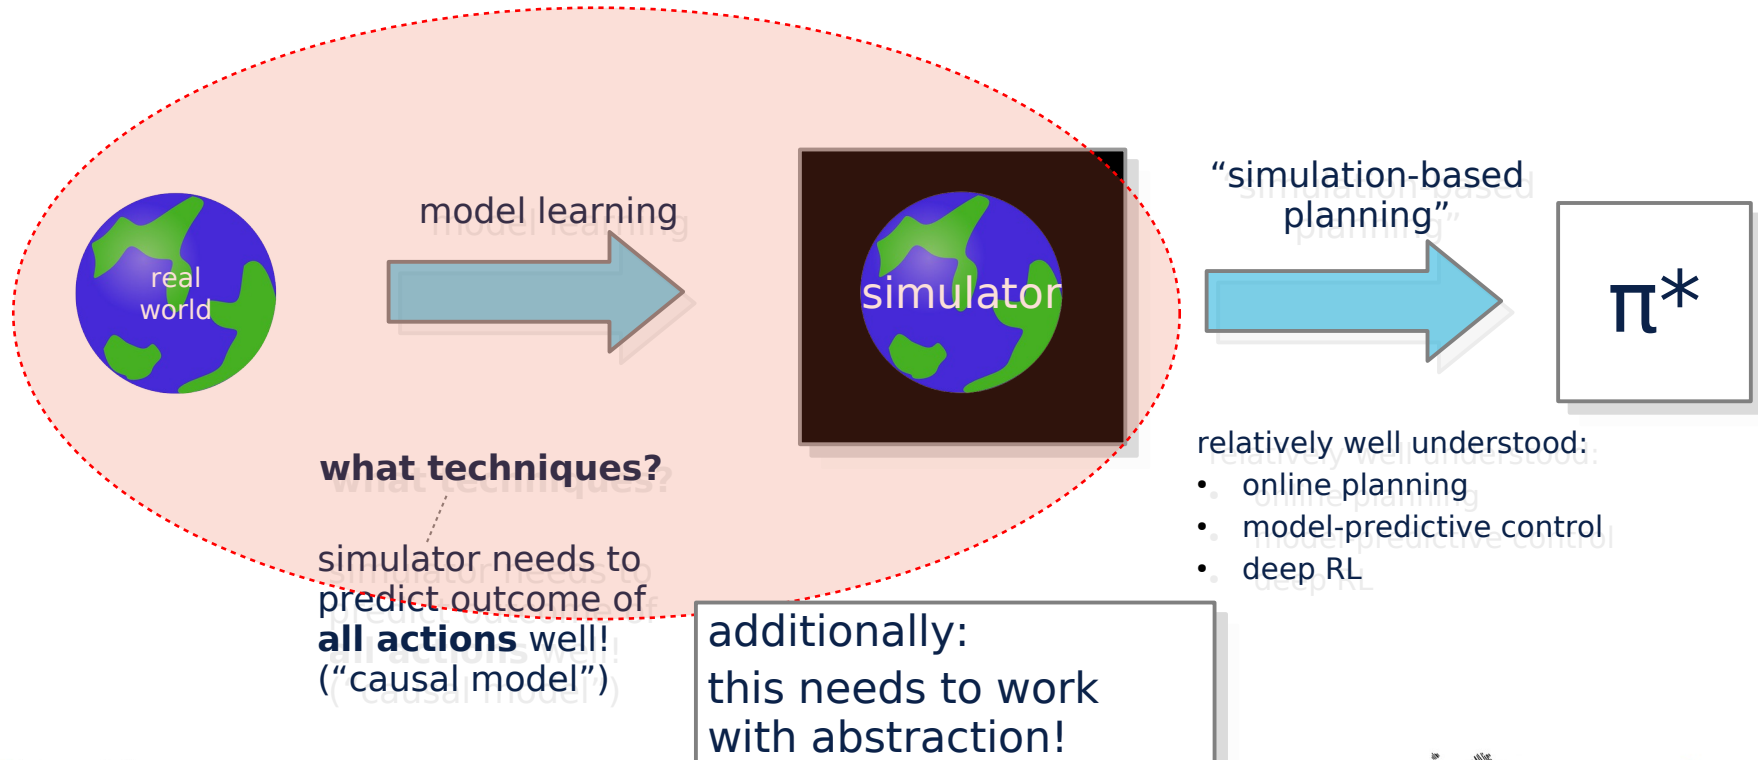 real
world
model learning
simulator
“simulation-based
planning”
π*
what techniques?
simulator needs to
predict outcome of
all actions well!
(“causal model”)
relatively well understood:
• online planning
• model-predictive control
• deep RL
additionally:
this needs to work
with abstraction!